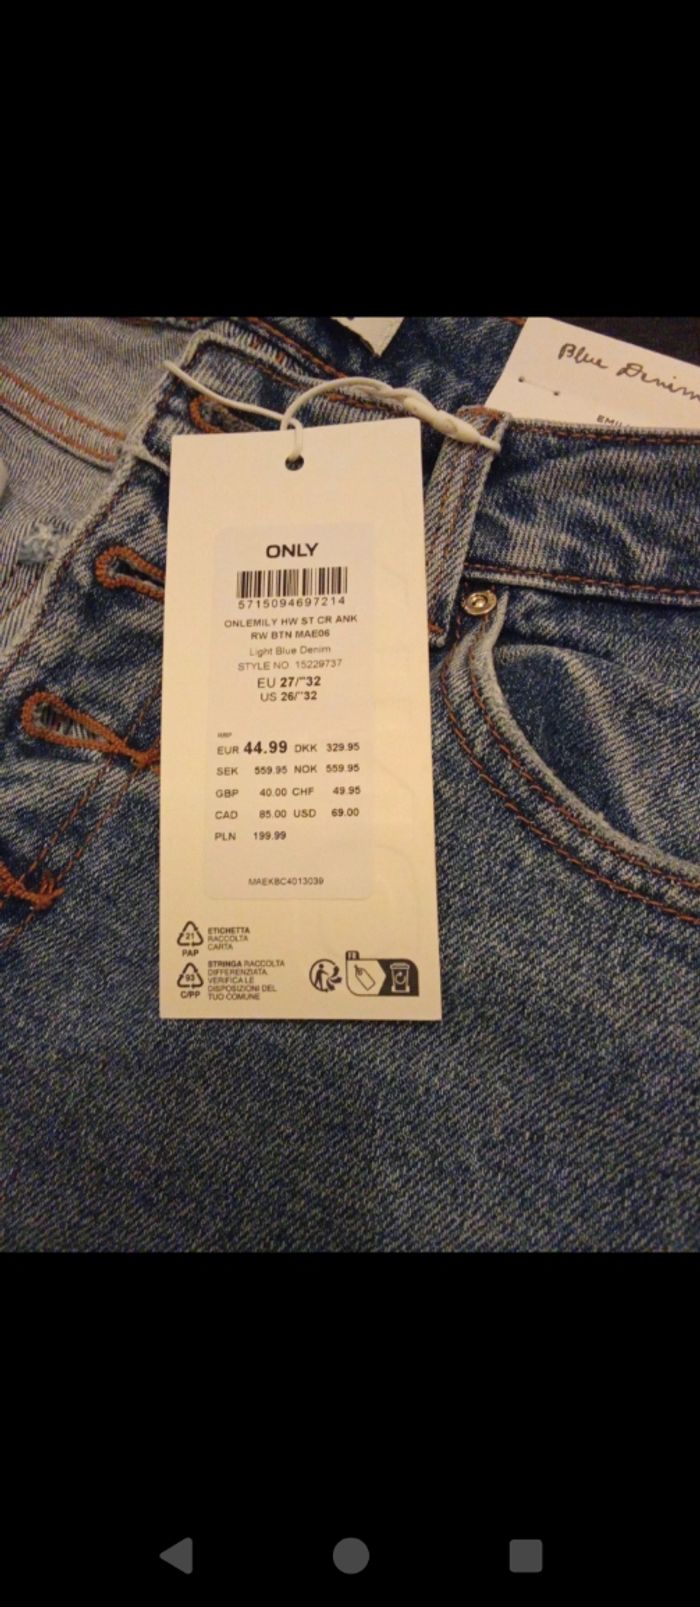 Blue Denim
ONLY
5715094697214
ONLEMILY HW ST CR ANK
RW BTN MAE06
Light Blue Denim
STYLE NO. 15229737
EU 27/"32
US 26/"32
RRP
EUR 44.99 DKK 329.95
SEK 559.95 NOK 559.95
GBP 40.00 CHF 49.95
CAD 85.00 USD 69.00
PLN 199.99
MAEKBC4013039
21
PAP
ETICHETTA
RACCOLTA
CARTA
93
C/PP
STRINGA RACCOLTA
DIFFERENZIATA.
VERIFICA LE
DISPOSIZIONI DEL
TUO COMUNE
FR